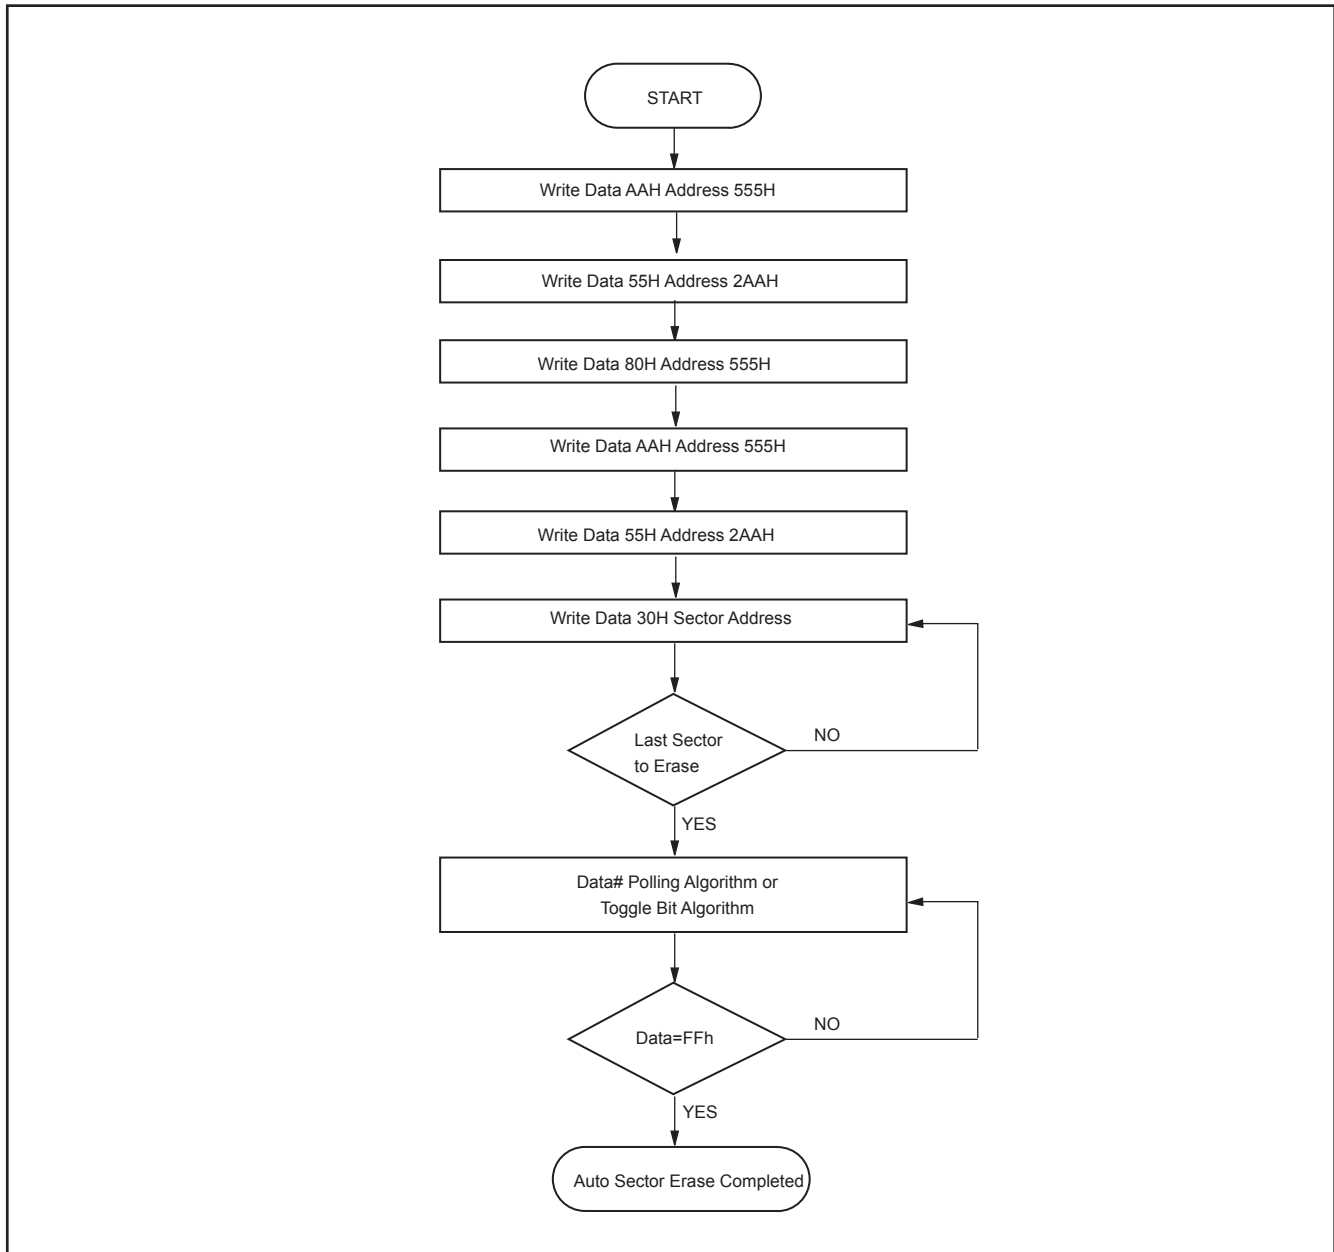 START
Write Data AAH Address 555H
Write Data 55H Address 2AAH
Write Data 80H Address 555H
Write Data AAH Address 555H
Write Data 55H Address 2AAH
Write Data 30H Sector Address
Last Sector
to Erase
NO
YES
Data# Polling Algorithm or
Toggle Bit Algorithm
Data=FFh
NO
YES
Auto Sector Erase Completed